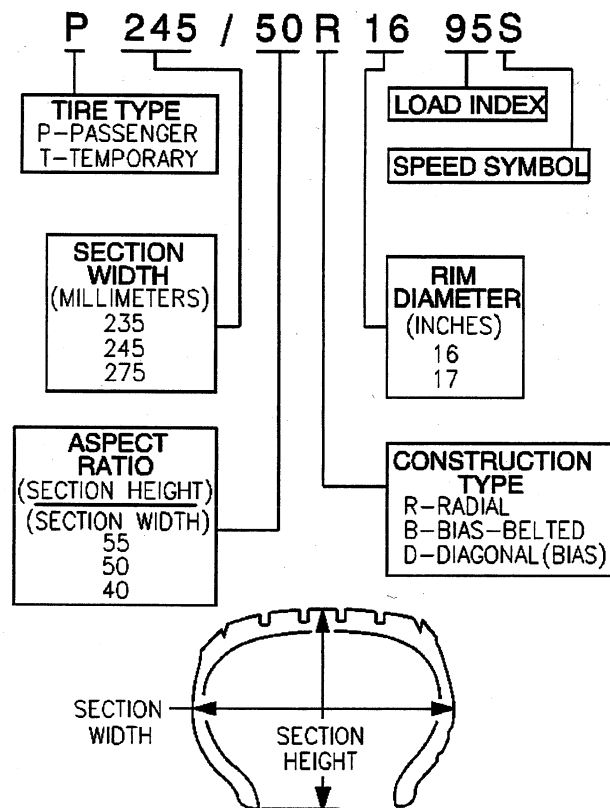 P 245 / 50 R 16 95S
TIRE TYPE
P-PASSENGER
T-TEMPORARY
LOAD INDEX
SPEED SYMBOL
SECTION
WIDTH
(MILLIMETERS)
235
245
275
RIM
DIAMETER
(INCHES)
16
17
ASPECT
RATIO
(SECTION HEIGHT)
(SECTION WIDTH)
55
50
40
CONSTRUCTION
TYPE
R-RADIAL
B-BIAS-BELTED
D-DIAGONAL(BIAS)
SECTION
WIDTH
SECTION
HEIGHT